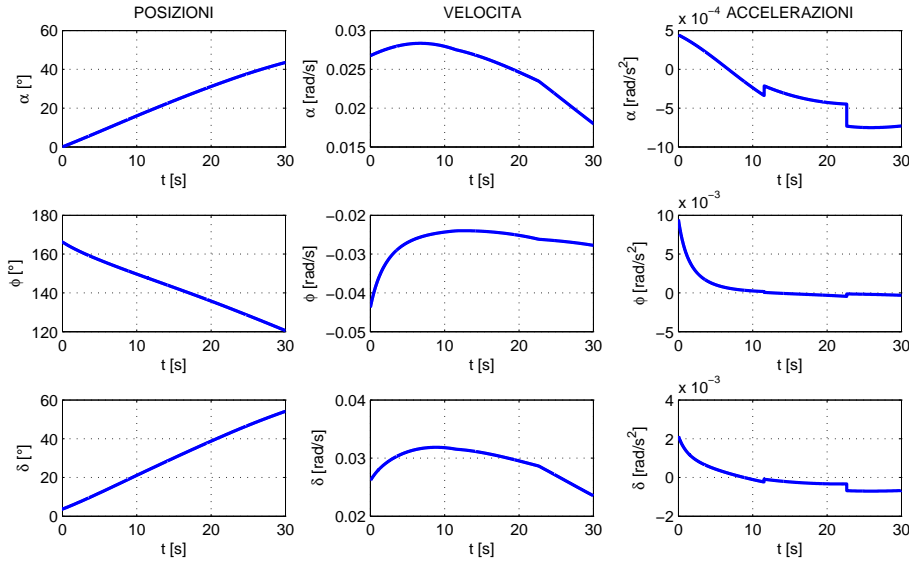 POSIZIONI
VELOCITA
ACCELERAZIONI
60
40
20
0
α [°]
0 10 20 30
t [s]
0.03
0.025
0.02
0.015
α [rad/s]
0 10 20 30
t [s]
x 10⁻⁴
5
0
−5
−10
α [rad/s²]
0 10 20 30
t [s]
180
160
140
120
ϕ [°]
0 10 20 30
t [s]
−0.02
−0.03
−0.04
−0.05
ϕ [rad/s]
0 10 20 30
t [s]
x 10⁻³
10
5
0
−5
ϕ [rad/s²]
0 10 20 30
t [s]
60
40
20
0
δ [°]
0 10 20 30
t [s]
0.04
0.03
0.02
δ [rad/s]
0 10 20 30
t [s]
x 10⁻³
4
2
0
−2
δ [rad/s²]
0 10 20 30
t [s]